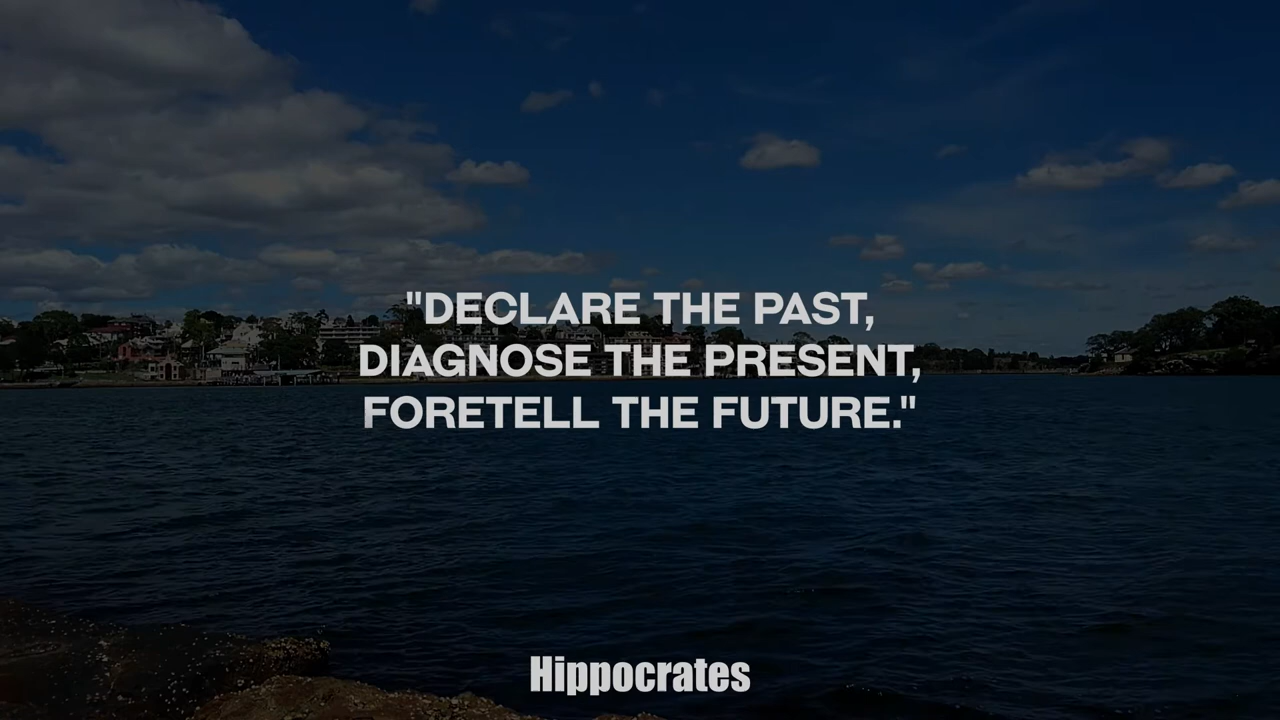 "DECLARE THE PAST,
DIAGNOSE THE PRESENT,
FORETELL THE FUTURE."
Hippocrates